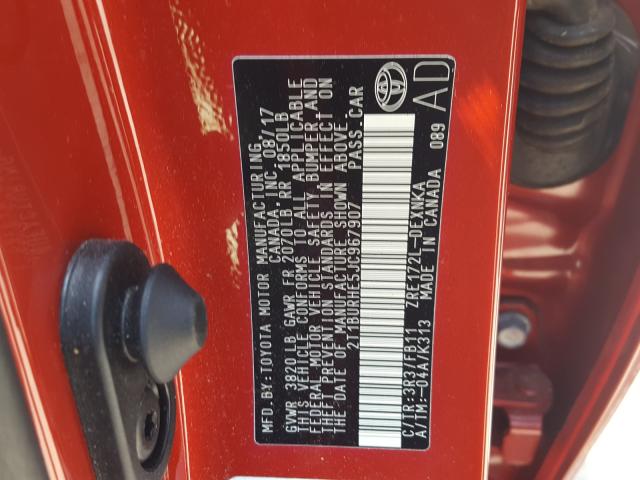 MFD.BY:TOYOTA MOTOR MANUFACTURING
CANADA,INC. 08/17
GVWR 3820LB GAWR FR 2070LB RR 1850LB
THIS VEHICLE CONFORMS TO ALL APPLICABLE
FEDERAL MOTOR VEHICLE SAFETY, BUMPER,AND
THEFT PREVENTION STANDARDS IN EFFECT ON
THE DATE OF MANUFACTURE SHOWN ABOVE.
2T1BURHE5JC967907 PASS.CAR
C/TR:3R3/FB11 ZRE172L-DEXNKA
A/TM:-04A/K313 MADE IN CANADA 089
AD